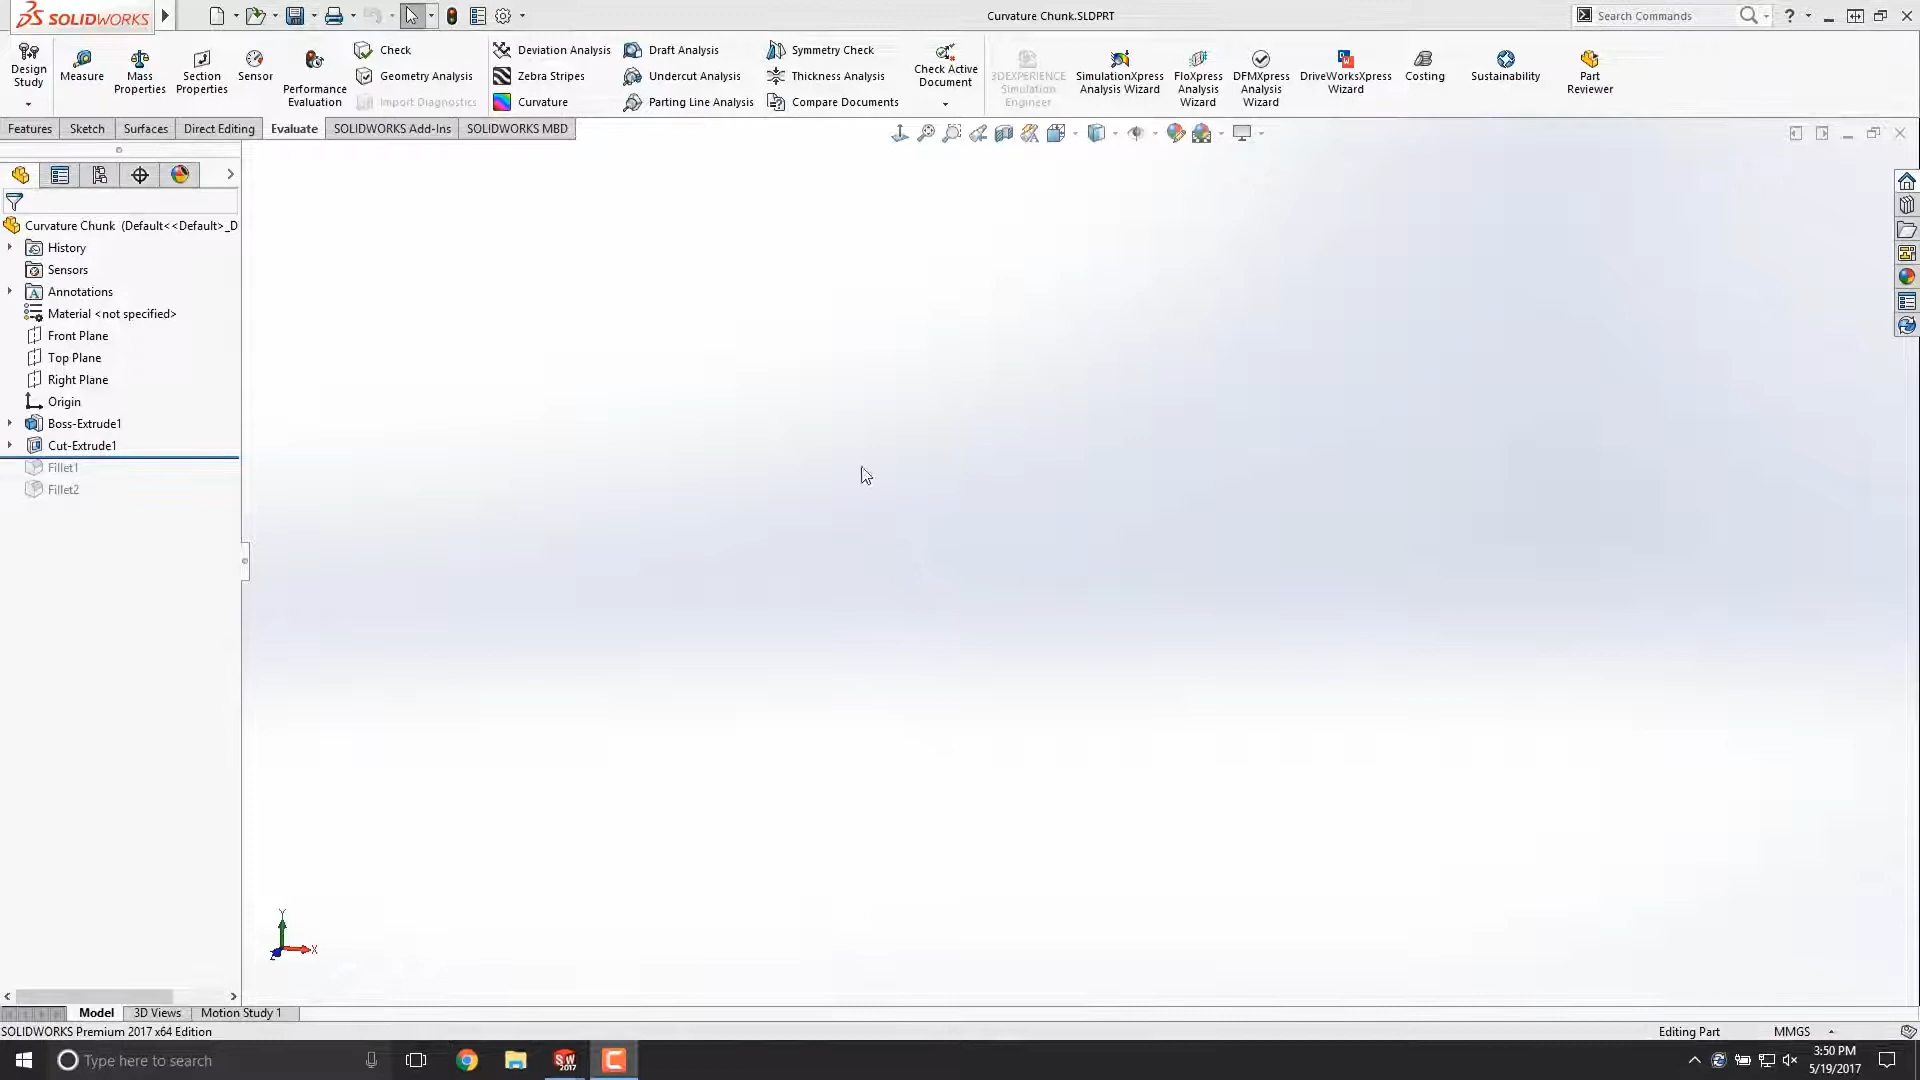 SOLIDWORKS
Curvature Chunk.SLDPRT
Search Commands
Design Study
Measure
Mass Properties
Section Properties
Sensor
Performance Evaluation
Check
Geometry Analysis
Import Diagnostics
Deviation Analysis
Zebra Stripes
Curvature
Draft Analysis
Undercut Analysis
Parting Line Analysis
Symmetry Check
Thickness Analysis
Compare Documents
Check Active Document
3DEXPERIENCE Simulation Engineer
SimulationXpress Analysis Wizard
FloXpress Analysis Wizard
DFMXpress Analysis Wizard
DriveWorksXpress Wizard
Costing
Sustainability
Part Reviewer
Features
Sketch
Surfaces
Direct Editing
Evaluate
SOLIDWORKS Add-Ins
SOLIDWORKS MBD
Curvature Chunk (Default<<Default>_D
History
Sensors
Annotations
Material <not specified>
Front Plane
Top Plane
Right Plane
Origin
Boss-Extrude1
Cut-Extrude1
Fillet1
Fillet2
Y
X
Z
Model
3D Views
Motion Study 1
SOLIDWORKS Premium 2017 x64 Edition
Editing Part
MMGS
Type here to search
SW 2017
3:50 PM
5/19/2017